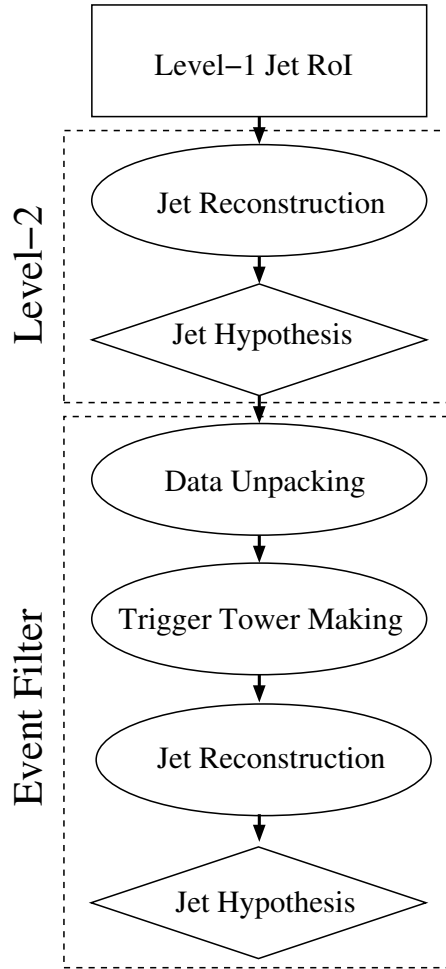 Level−1 Jet RoI
Level−2
Jet Reconstruction
Jet Hypothesis
Event Filter
Data Unpacking
Trigger Tower Making
Jet Reconstruction
Jet Hypothesis